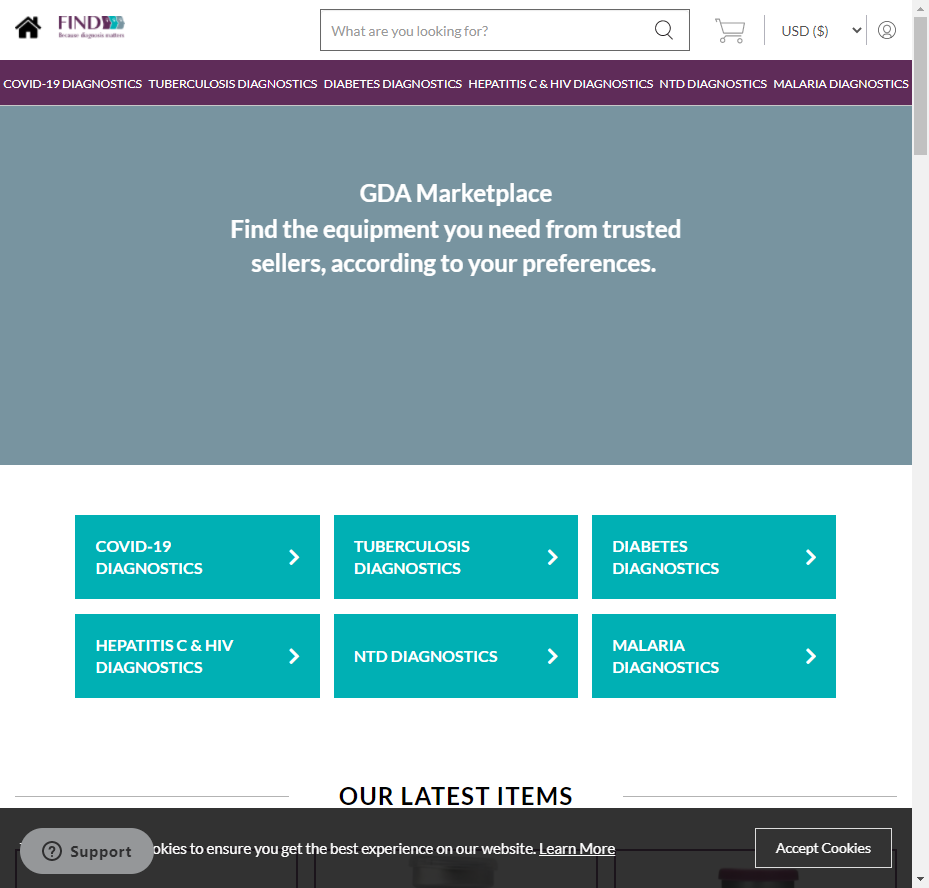 FIND
Because diagnosis matters
What are you looking for?
USD ($)
COVID-19 DIAGNOSTICS TUBERCULOSIS DIAGNOSTICS DIABETES DIAGNOSTICS HEPATITIS C & HIV DIAGNOSTICS NTD DIAGNOSTICS MALARIA DIAGNOSTICS
GDA Marketplace
Find the equipment you need from trusted
sellers, according to your preferences.
COVID-19
DIAGNOSTICS
TUBERCULOSIS
DIAGNOSTICS
DIABETES
DIAGNOSTICS
HEPATITIS C & HIV
DIAGNOSTICS
NTD DIAGNOSTICS
MALARIA
DIAGNOSTICS
OUR LATEST ITEMS
Support
okies to ensure you get the best experience on our website. Learn More
Accept Cookies